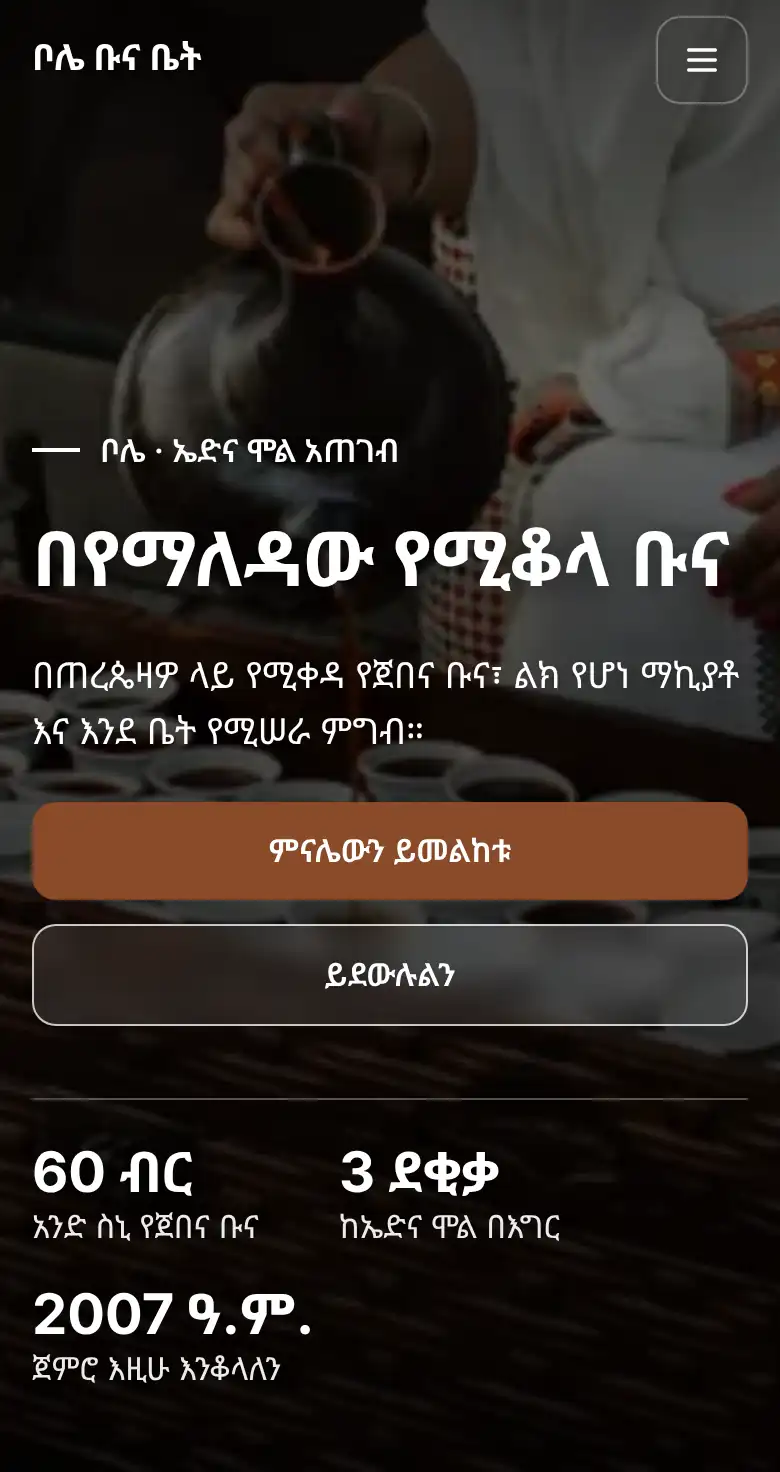 ቦሌ ቡና ቤት
ቦሌ · ኤድና ሞል አጠገብ
በየማለዳው የሚቆላ ቡና
በጠረጴዛዎ ላይ የሚቀዳ የጀበና ቡና፣ ልክ የሆነ ማኪያቶ
እና እንደ ቤት የሚሠራ ምግብ።
ምናሌውን ይመልከቱ
ይደውሉልን
60 ብር
አንድ ስኒ የጀበና ቡና
3 ደቂቃ
ከኤድና ሞል በእግር
2007 ዓ.ም.
ጀምሮ እዚሁ እንቆላለን